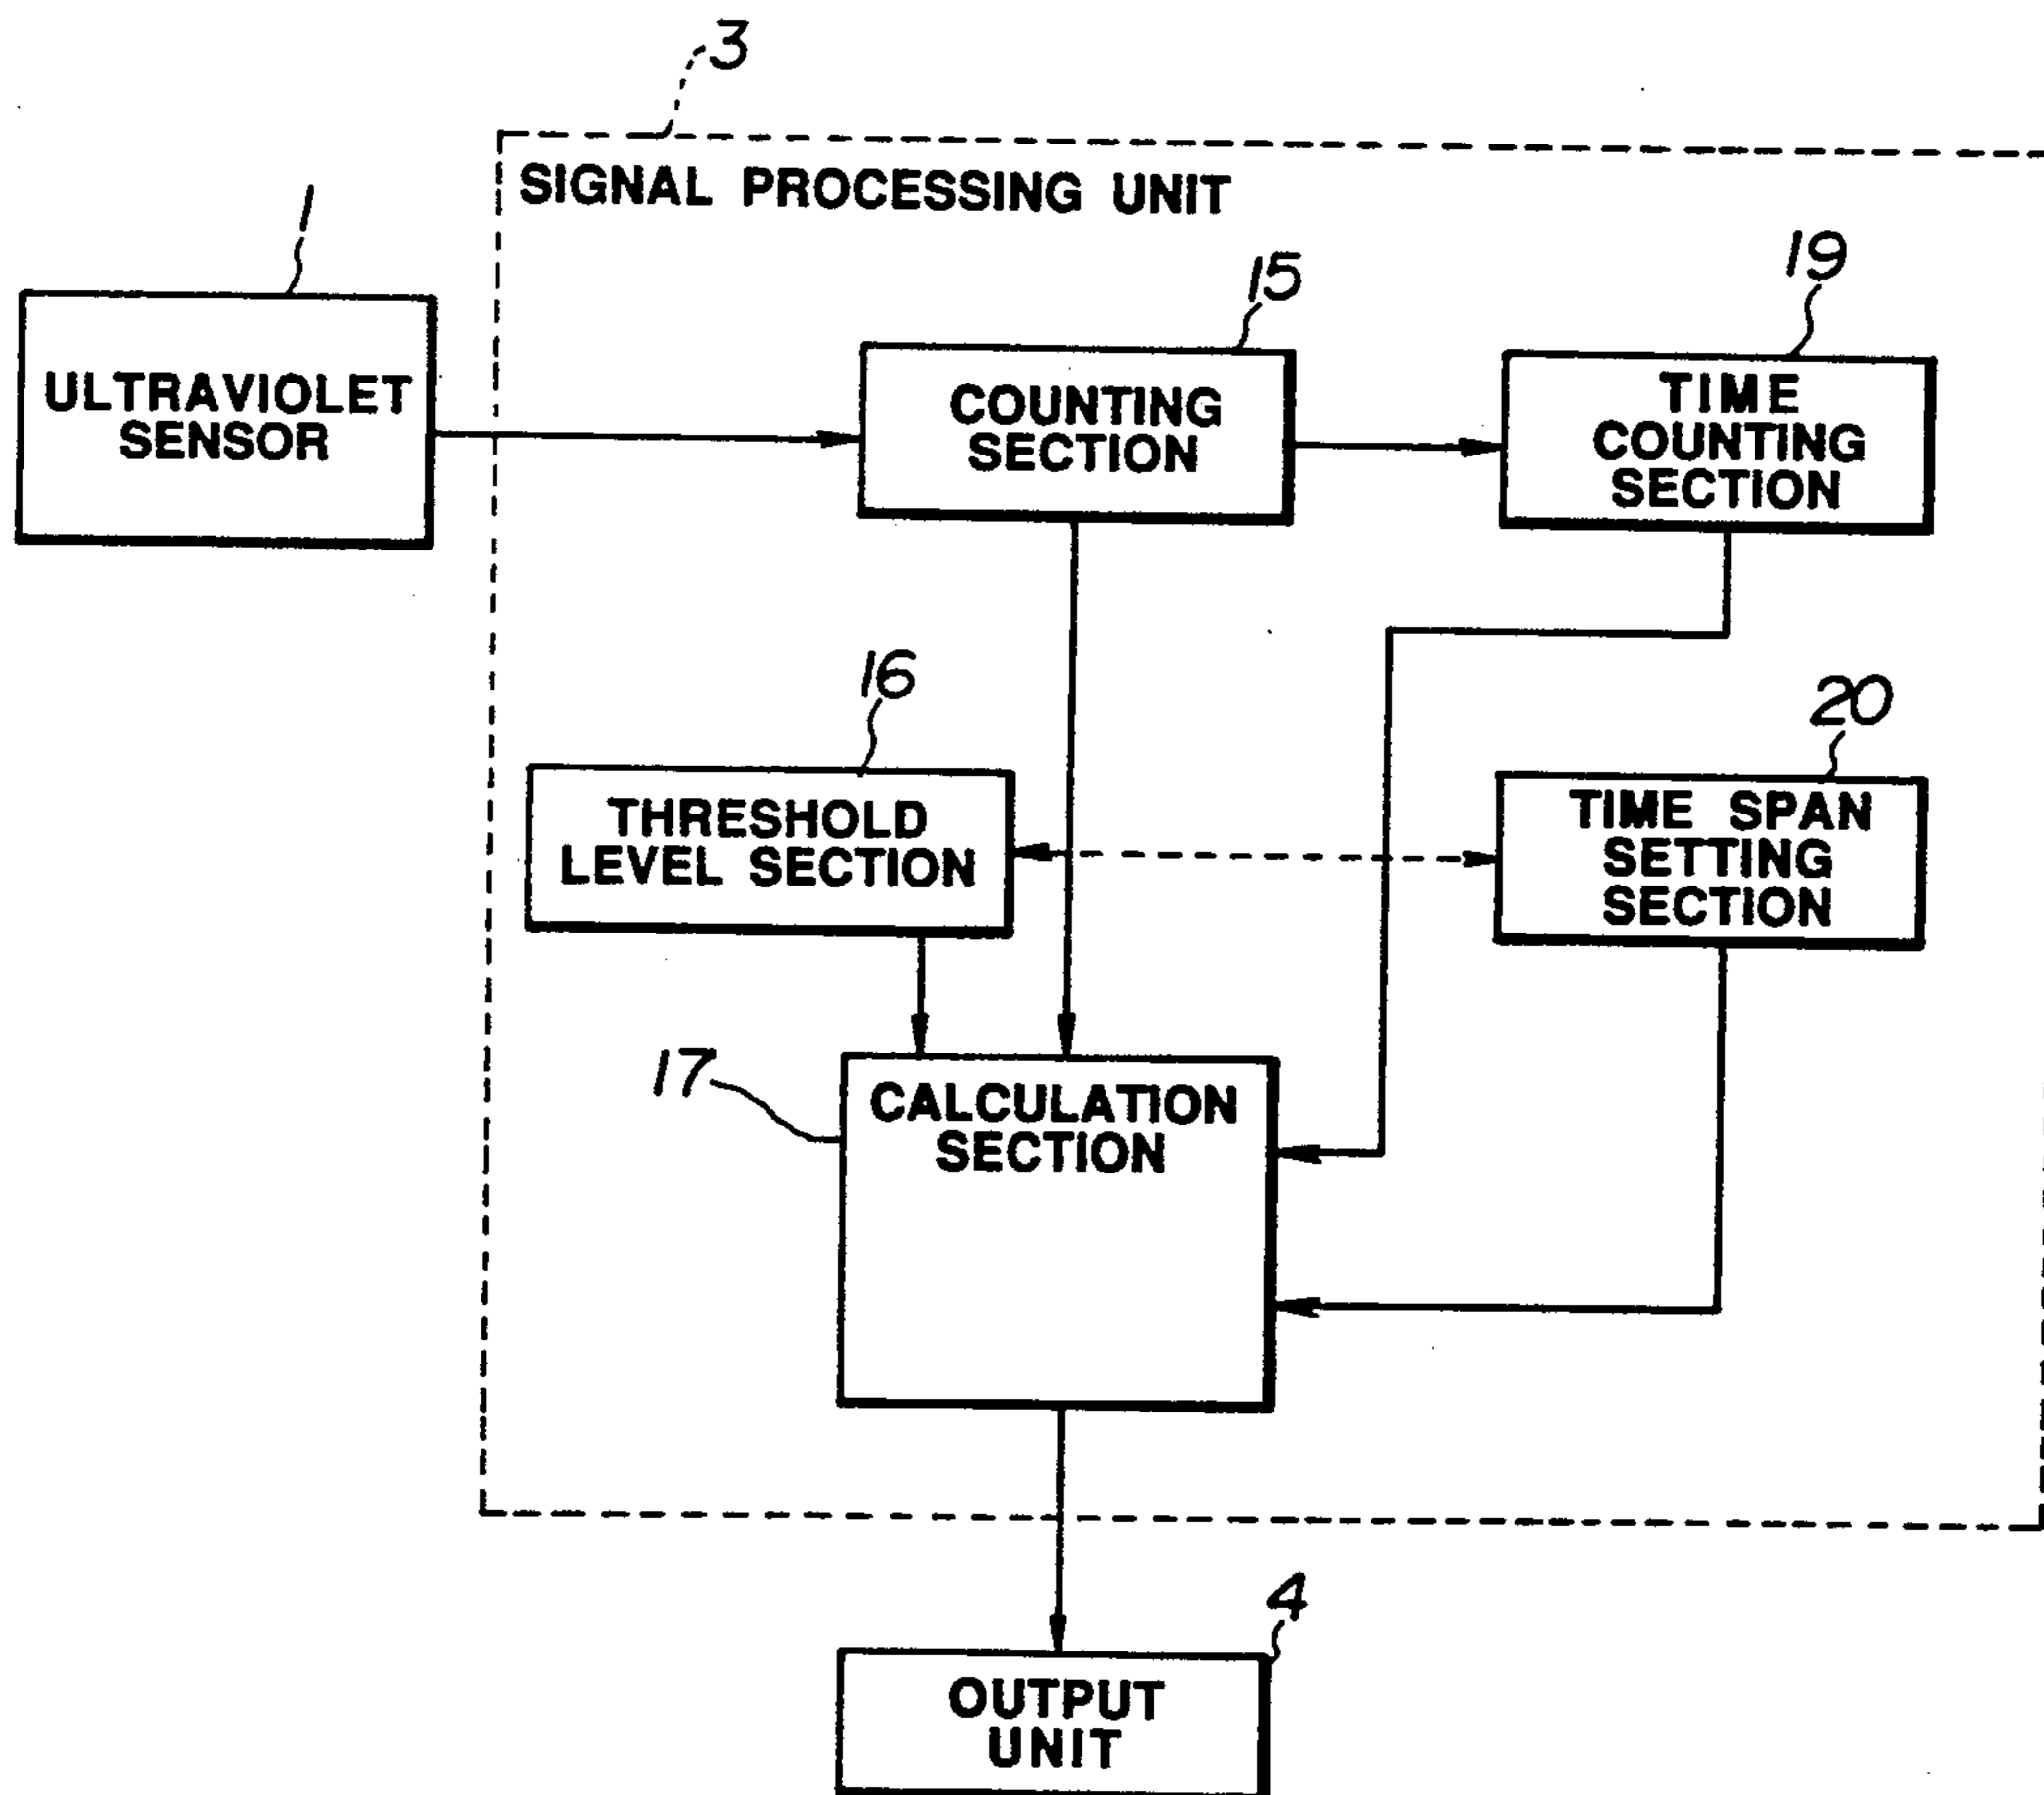 3
SIGNAL PROCESSING UNIT
1
15
19
ULTRAVIOLET
SENSOR
COUNTING
SECTION
TIME
COUNTING
SECTION
16
20
THRESHOLD
LEVEL SECTION
TIME SPAN
SETTING
SECTION
17
CALCULATION
SECTION
4
OUTPUT
UNIT